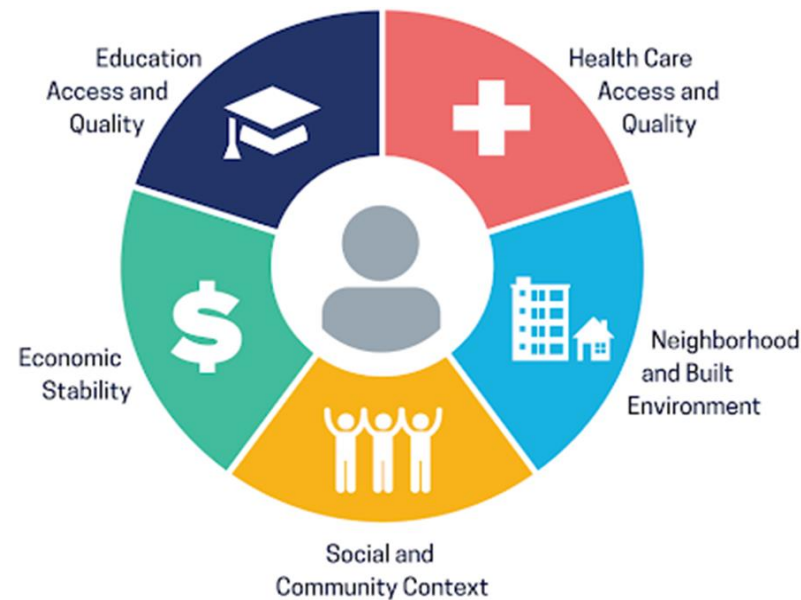 Education
Access and
Quality
Health Care
Access and
Quality
Economic
Stability
Neighborhood
and Built
Environment
Social and
Community Context